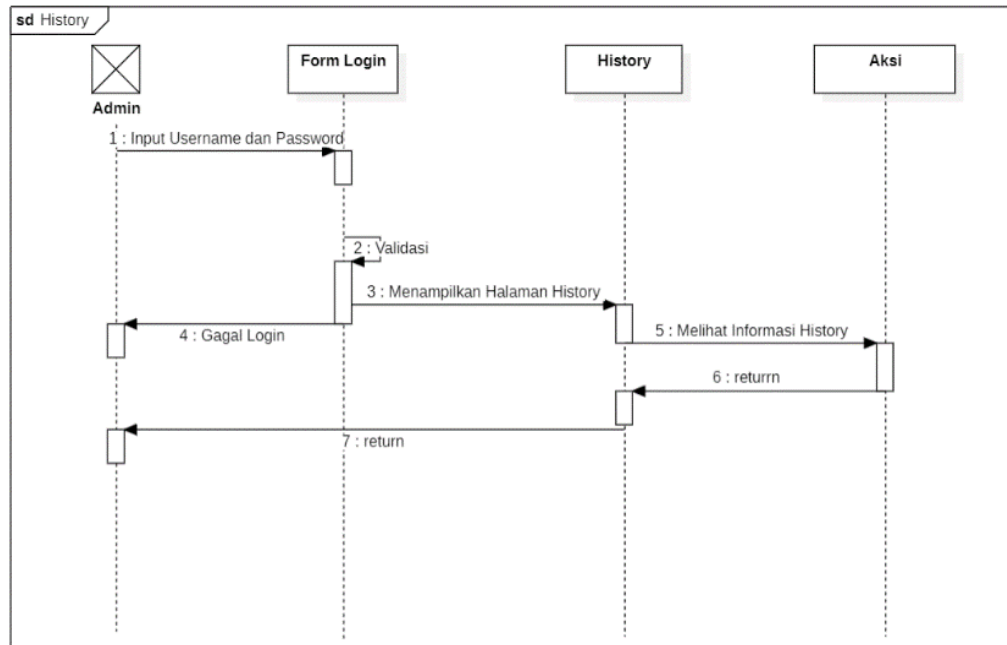 sd History
Form Login
History
Aksi
Admin
1 : Input Username dan Password
2 : Validasi
3 : Menampilkan Halaman History
4 : Gagal Login
5 : Melihat Informasi History
6 : returrn
7 : return